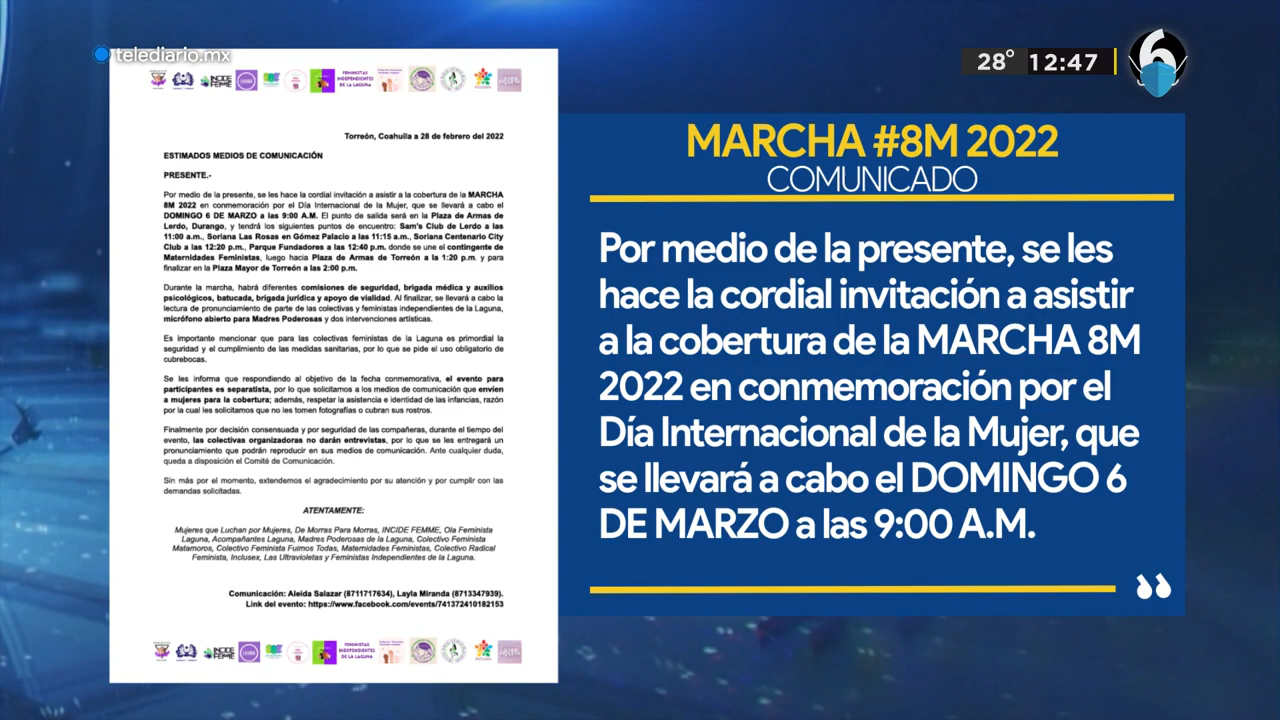 telediario.mx
28° 12:47
6
INCIDE FEMME
FEMINISTAS
INDEPENDIENTES
DE LA LAGUNA
Torreón, Coahuila a 28 de febrero del 2022
ESTIMADOS MEDIOS DE COMUNICACIÓN
PRESENTE.-
Por medio de la presente, se les hace la cordial invitación a asistir a la cobertura de la MARCHA
8M 2022 en conmemoración por el Día Internacional de la Mujer, que se llevará a cabo el
DOMINGO 6 DE MARZO a las 9:00 A.M. El punto de salida será en la Plaza de Armas de
Lerdo, Durango, y tendrá los siguientes puntos de encuentro: Sam's Club de Lerdo a las
11:00 a.m., Soriana Las Rosas en Gómez Palacio a las 11:15 a.m., Soriana Centenario City
Club a las 12:20 p.m., Parque Fundadores a las 12:40 p.m. donde se une el contingente de
Maternidades Feministas, luego hacia Plaza de Armas de Torreón a la 1:20 p.m. y para
finalizar en la Plaza Mayor de Torreón a las 2:00 p.m.
Durante la marcha, habrá diferentes comisiones de seguridad, brigada médica y auxilios
psicológicos, batucada, brigada jurídica y apoyo de vialidad. Al finalizar, se llevará a cabo la
lectura de pronunciamiento de parte de las colectivas y feministas independientes de la Laguna,
micrófono abierto para Madres Poderosas y dos intervenciones artísticas.
Es importante mencionar que para las colectivas feministas de la Laguna es primordial la
seguridad y el cumplimiento de las medidas sanitarias, por lo que se pide el uso obligatorio de
cubrebocas.
Se les informa que respondiendo al objetivo de la fecha conmemorativa, el evento para
participantes es separatista, por lo que solicitamos a los medios de comunicación que envíen
a mujeres para la cobertura; además, respetar la asistencia e identidad de las infancias, razón
por la cual les solicitamos que no les tomen fotografías o cubran sus rostros.
Finalmente por decisión consensuada y por seguridad de las compañeras, durante el tiempo del
evento, las colectivas organizadoras no darán entrevistas, por lo que se les entregará un
pronunciamiento que podrán reproducir en sus medios de comunicación. Ante cualquier duda,
queda a disposición el Comité de Comunicación.
Sin más por el momento, extendemos el agradecimiento por su atención y por cumplir con las
demandas solicitadas.
ATENTAMENTE:
Mujeres que Luchan por Mujeres, De Morras Para Morras, INCIDE FEMME, Ola Feminista
Laguna, Acompañantes Laguna, Madres Poderosas de la Laguna, Colectivo Feminista
Matamoros, Colectivo Feminista Fuimos Todas, Maternidades Feministas, Colectivo Radical
Feminista, Inclusex, Las Ultravioletas y Feministas Independientes de la Laguna.
Comunicación: Aleida Salazar (8711717634), Layla Miranda (8713347939).
Link del evento: https://www.facebook.com/events/741372410182153
INCIDE FEMME
FEMINISTAS
INDEPENDIENTES
DE LA LAGUNA
MARCHA #8M 2022
COMUNICADO
Por medio de la presente, se les
hace la cordial invitación a asistir
a la cobertura de la MARCHA 8M
2022 en conmemoración por el
Día Internacional de la Mujer, que
se llevará a cabo el DOMINGO 6
DE MARZO a las 9:00 A.M.